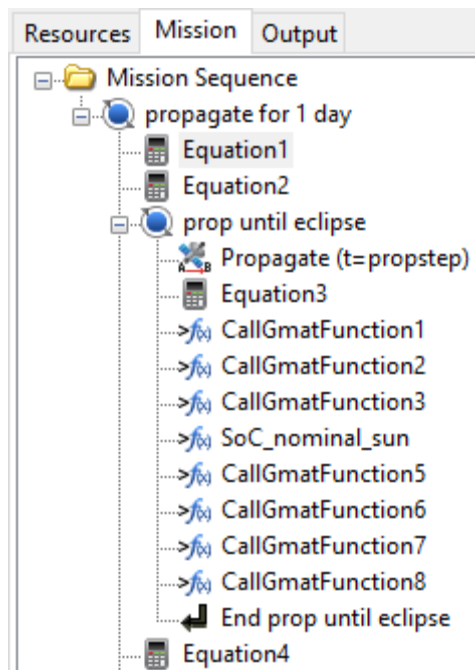 Resources Mission Output
Mission Sequence
propagate for 1 day
Equation1
Equation2
prop until eclipse
A B Propagate (t=propstep)
Equation3
>f(x) CallGmatFunction1
>f(x) CallGmatFunction2
>f(x) CallGmatFunction3
>f(x) SoC_nominal_sun
>f(x) CallGmatFunction5
>f(x) CallGmatFunction6
>f(x) CallGmatFunction7
>f(x) CallGmatFunction8
End prop until eclipse
Equation4